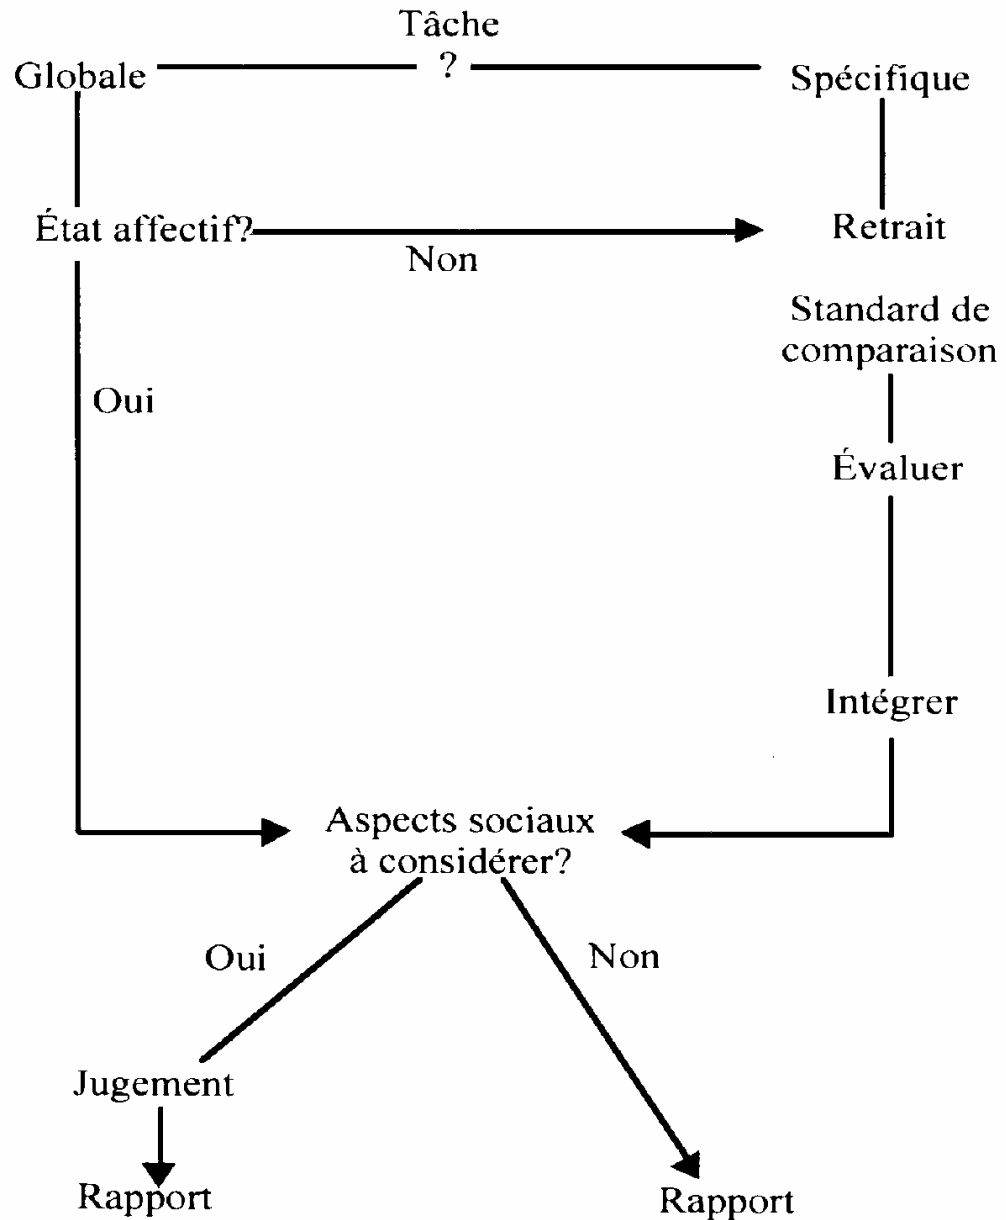 Tâche
Globale ? Spécifique
État affectif? Retrait
Non
Standard de
comparaison
Oui
Évaluer
Intégrer
Aspects sociaux
à considérer?
Oui Non
Jugement
Rapport Rapport